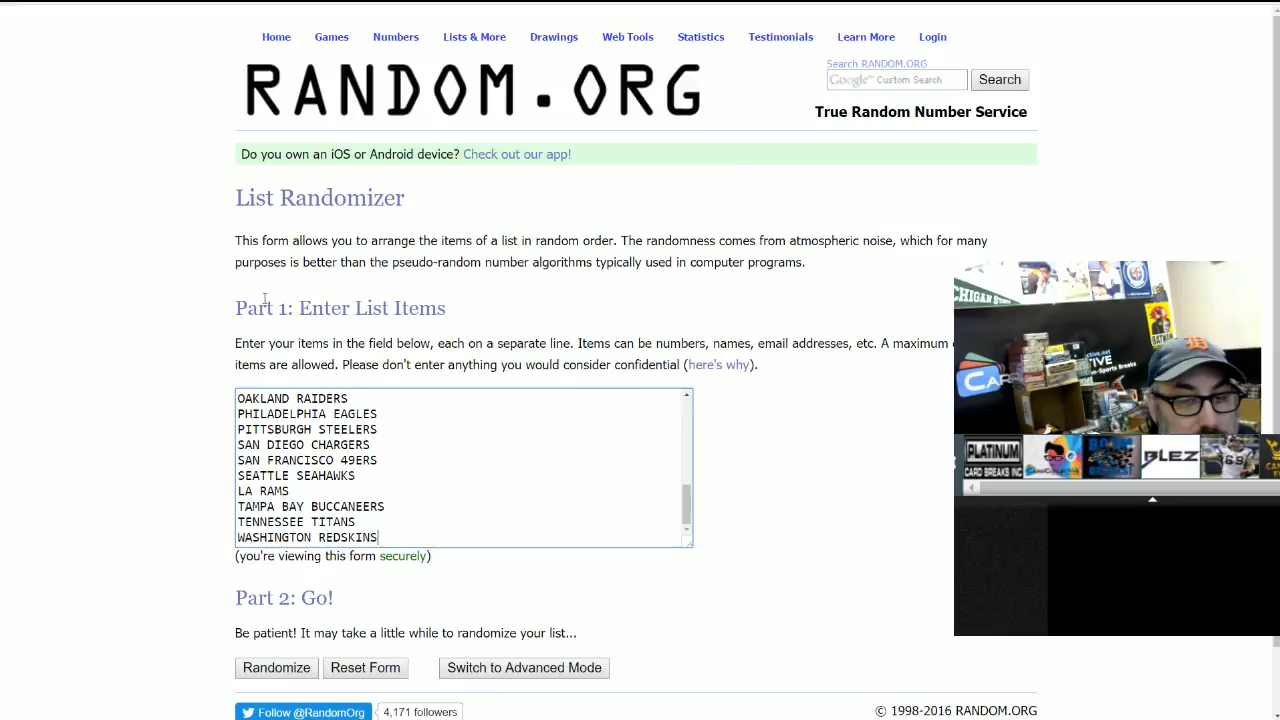 Home Games Numbers Lists & More Drawings Web Tools Statistics Testimonials Learn More Login
RANDOM.ORG
Search RANDOM.ORG
Google™ Custom Search
Search
True Random Number Service
Do you own an iOS or Android device? Check out our app!
List Randomizer
This form allows you to arrange the items of a list in random order. The randomness comes from atmospheric noise, which for many
purposes is better than the pseudo-random number algorithms typically used in computer programs.
Part 1: Enter List Items
Enter your items in the field below, each on a separate line. Items can be numbers, names, email addresses, etc. A maximum
items are allowed. Please don't enter anything you would consider confidential (here's why).
OAKLAND RAIDERS
PHILADELPHIA EAGLES
PITTSBURGH STEELERS
SAN DIEGO CHARGERS
SAN FRANCISCO 49ERS
SEATTLE SEAHAWKS
LA RAMS
TAMPA BAY BUCCANEERS
TENNESSEE TITANS
WASHINGTON REDSKINS
(you're viewing this form securely)
Part 2: Go!
Be patient! It may take a little while to randomize your list...
Randomize Reset Form Switch to Advanced Mode
Follow @RandomOrg 4,171 followers
© 1998-2016 RANDOM.ORG
PLATINUM
CARD BREAKS INC
BLEZ
69